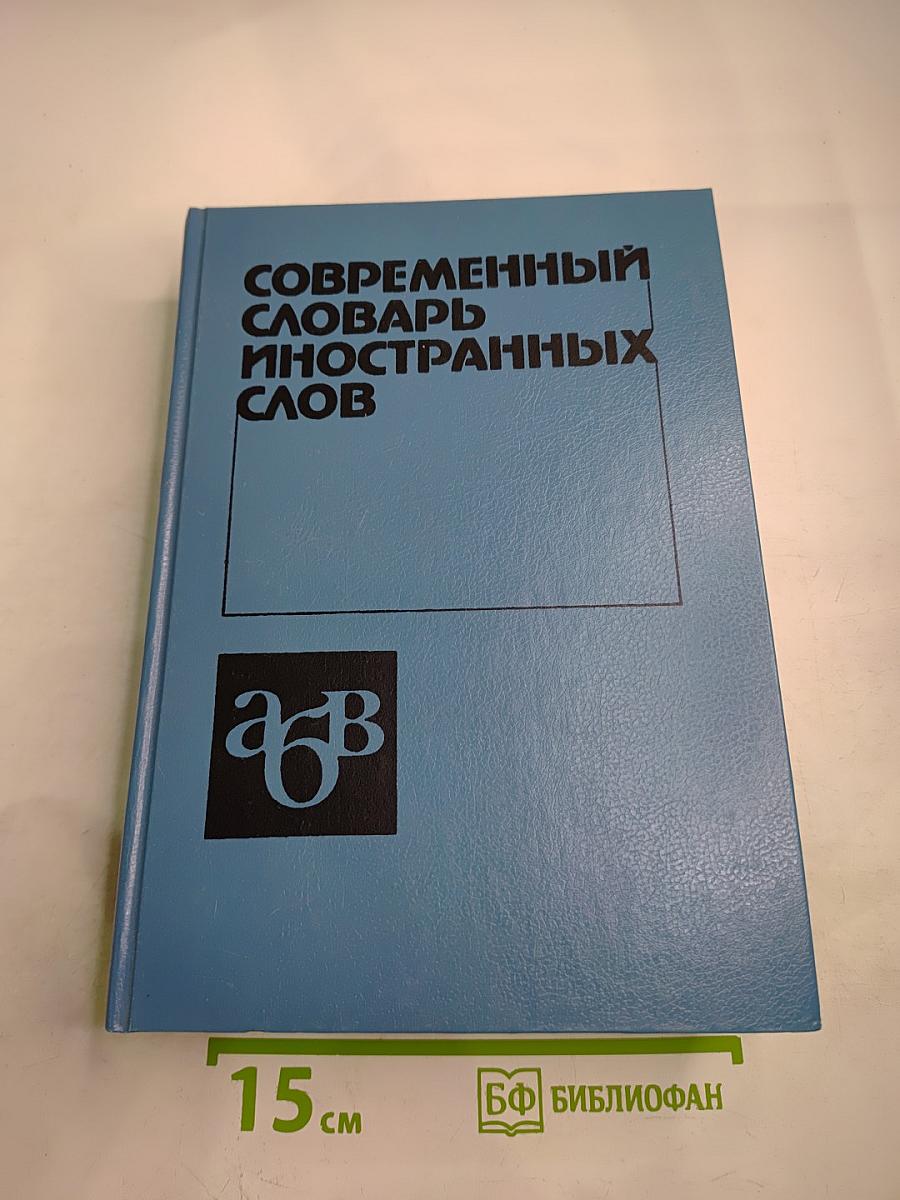 СОВРЕМЕННЫЙ
СЛОВАРЬ
ИНОСТРАННЫХ
СЛОВ
абв
15 см
БФ БИБЛИОФАН